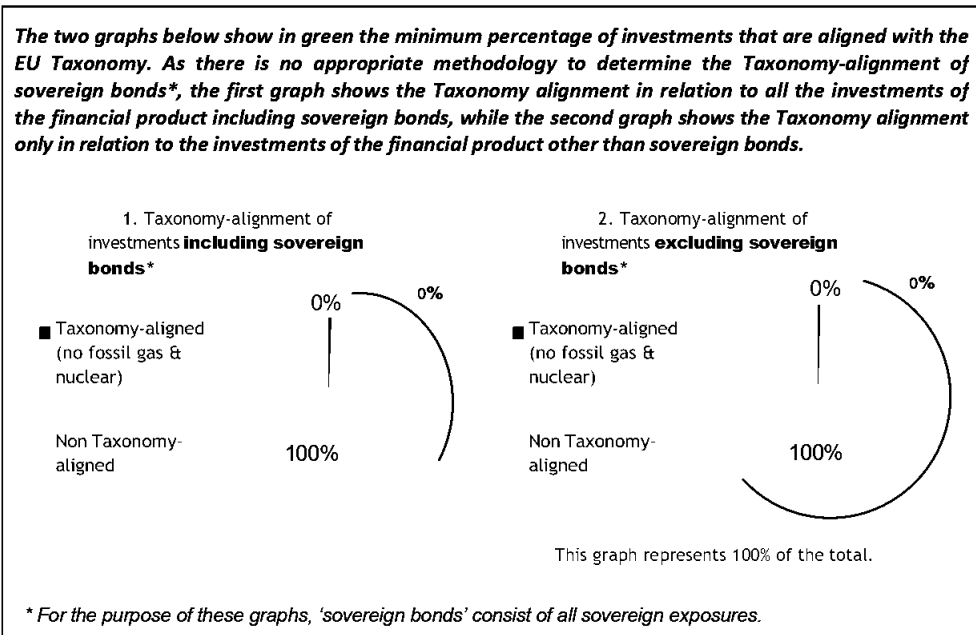 The two graphs below show in green the minimum percentage of investments that are aligned with the
EU Taxonomy. As there is no appropriate methodology to determine the Taxonomy-alignment of
sovereign bonds*, the first graph shows the Taxonomy alignment in relation to all the investments of
the financial product including sovereign bonds, while the second graph shows the Taxonomy alignment
only in relation to the investments of the financial product other than sovereign bonds.
1. Taxonomy-alignment of
investments including sovereign
bonds*
0%
0%
Taxonomy-aligned
(no fossil gas &
nuclear)
Non Taxonomy-
aligned
100%
2. Taxonomy-alignment of
investments excluding sovereign
bonds*
0%
0%
Taxonomy-aligned
(no fossil gas &
nuclear)
Non Taxonomy-
aligned
100%
This graph represents 100% of the total.
* For the purpose of these graphs, ‘sovereign bonds’ consist of all sovereign exposures.